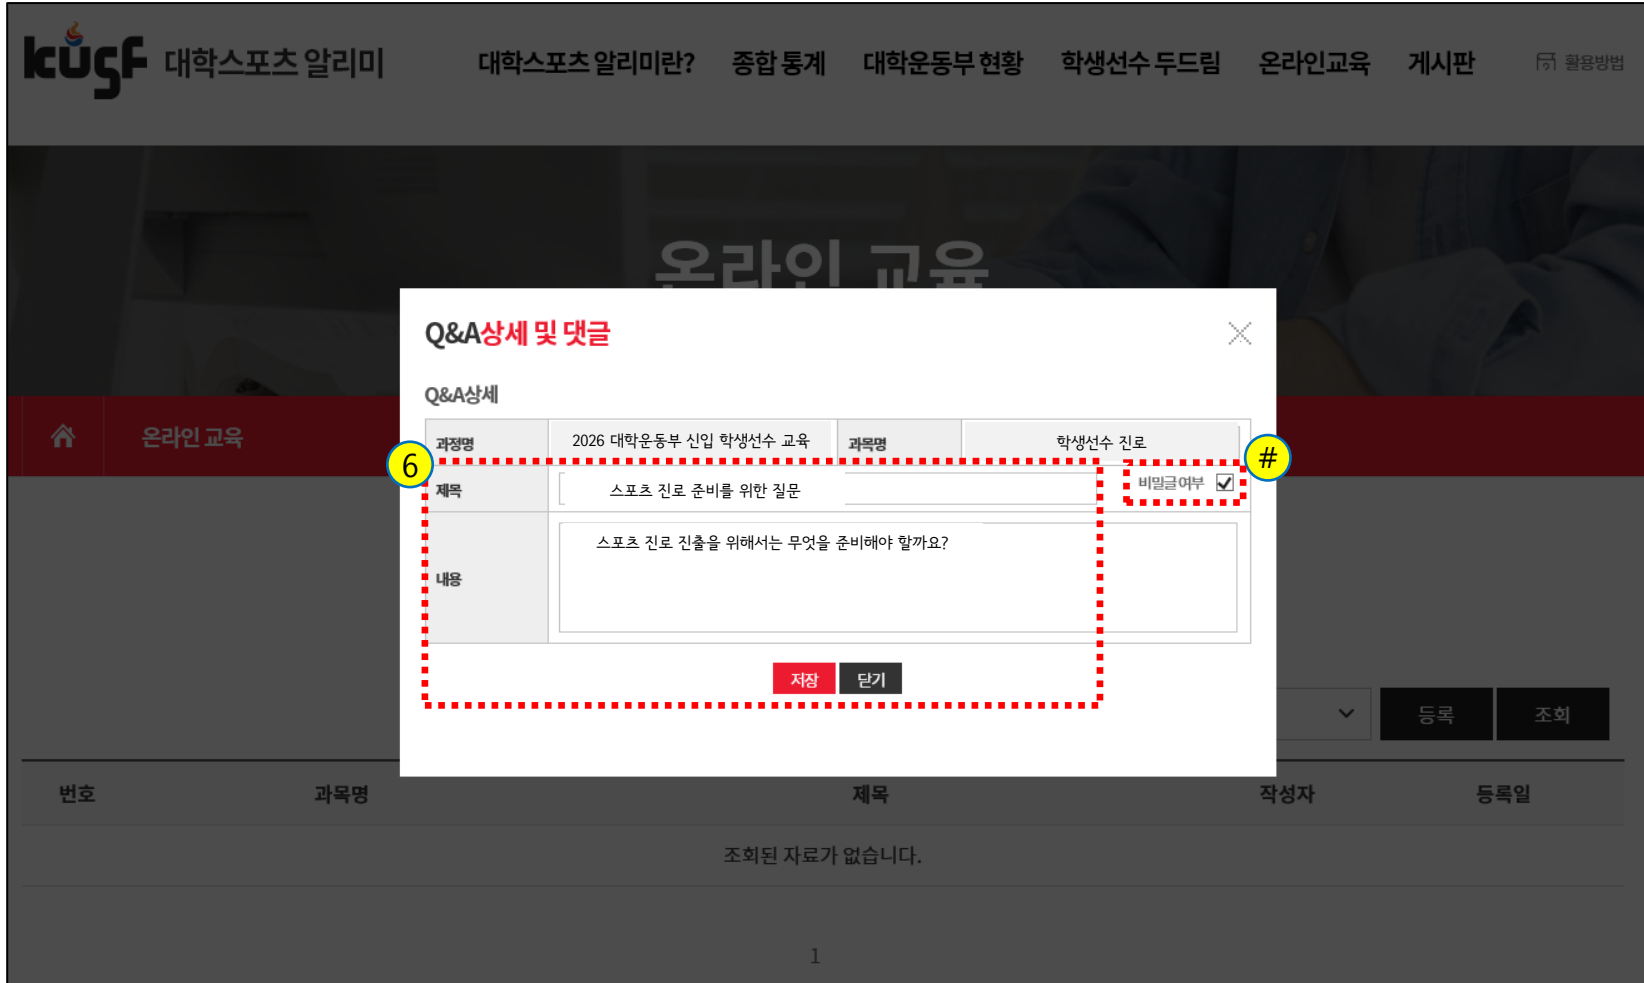 kusf 대학스포츠 알리미 대학스포츠 알리미란? 종합 통계 대학운동부 현황 학생선수 두드림 온라인교육 게시판 활용방법
온라인 교육
온라인 교육
Q&A상세 및 댓글
Q&A상세
과정명 2026 대학운동부 신입 학생선수 교육 과목명 학생선수 진로
6 #
제목 스포츠 진로 준비를 위한 질문 비밀글여부
내용 스포츠 진로 진출을 위해서는 무엇을 준비해야 할까요?
저장 닫기
등록 조회
번호 과목명 제목 작성자 등록일
조회된 자료가 없습니다.
1